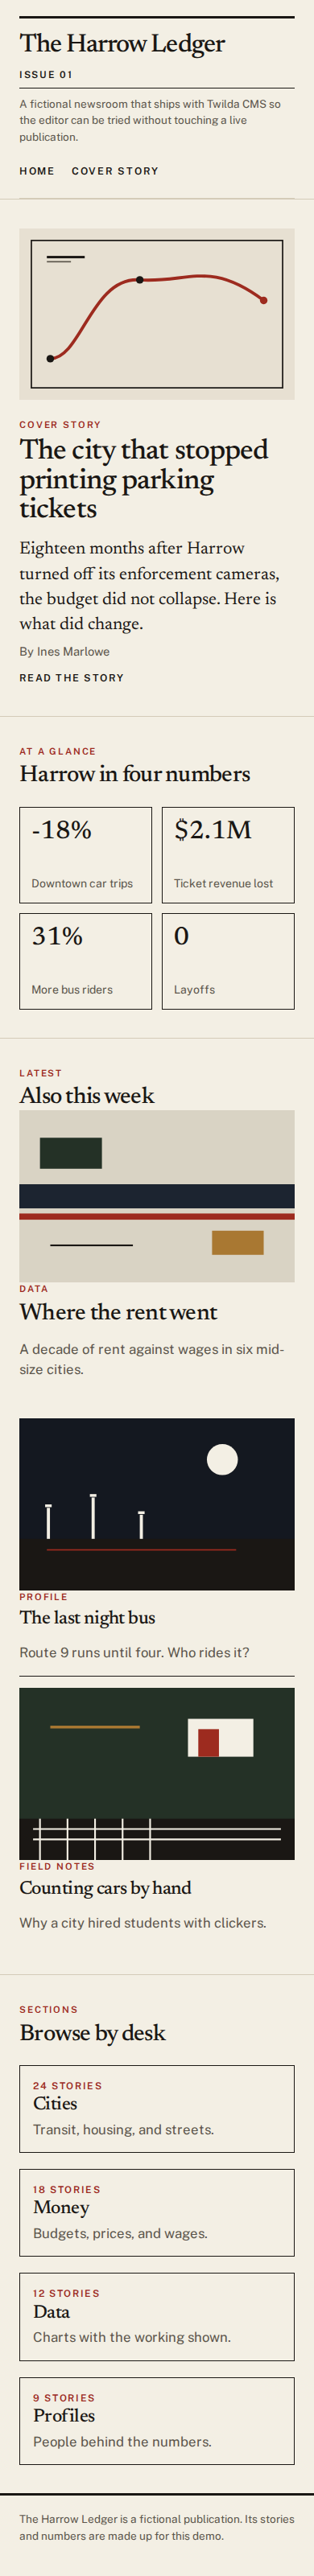 The Harrow Ledger
ISSUE 01
A fictional newsroom that ships with Twilda CMS so
the editor can be tried without touching a live
publication.
HOME COVER STORY
COVER STORY
The city that stopped
printing parking
tickets
Eighteen months after Harrow
turned off its enforcement cameras,
the budget did not collapse. Here is
what did change.
By Ines Marlowe
READ THE STORY
AT A GLANCE
Harrow in four numbers
-18%
Downtown car trips
$2.1M
Ticket revenue lost
31%
More bus riders
0
Layoffs
LATEST
Also this week
DATA
Where the rent went
A decade of rent against wages in six mid-
size cities.
PROFILE
The last night bus
Route 9 runs until four. Who rides it?
FIELD NOTES
Counting cars by hand
Why a city hired students with clickers.
SECTIONS
Browse by desk
24 STORIES
Cities
Transit, housing, and streets.
18 STORIES
Money
Budgets, prices, and wages.
12 STORIES
Data
Charts with the working shown.
9 STORIES
Profiles
People behind the numbers.
The Harrow Ledger is a fictional publication. Its stories
and numbers are made up for this demo.